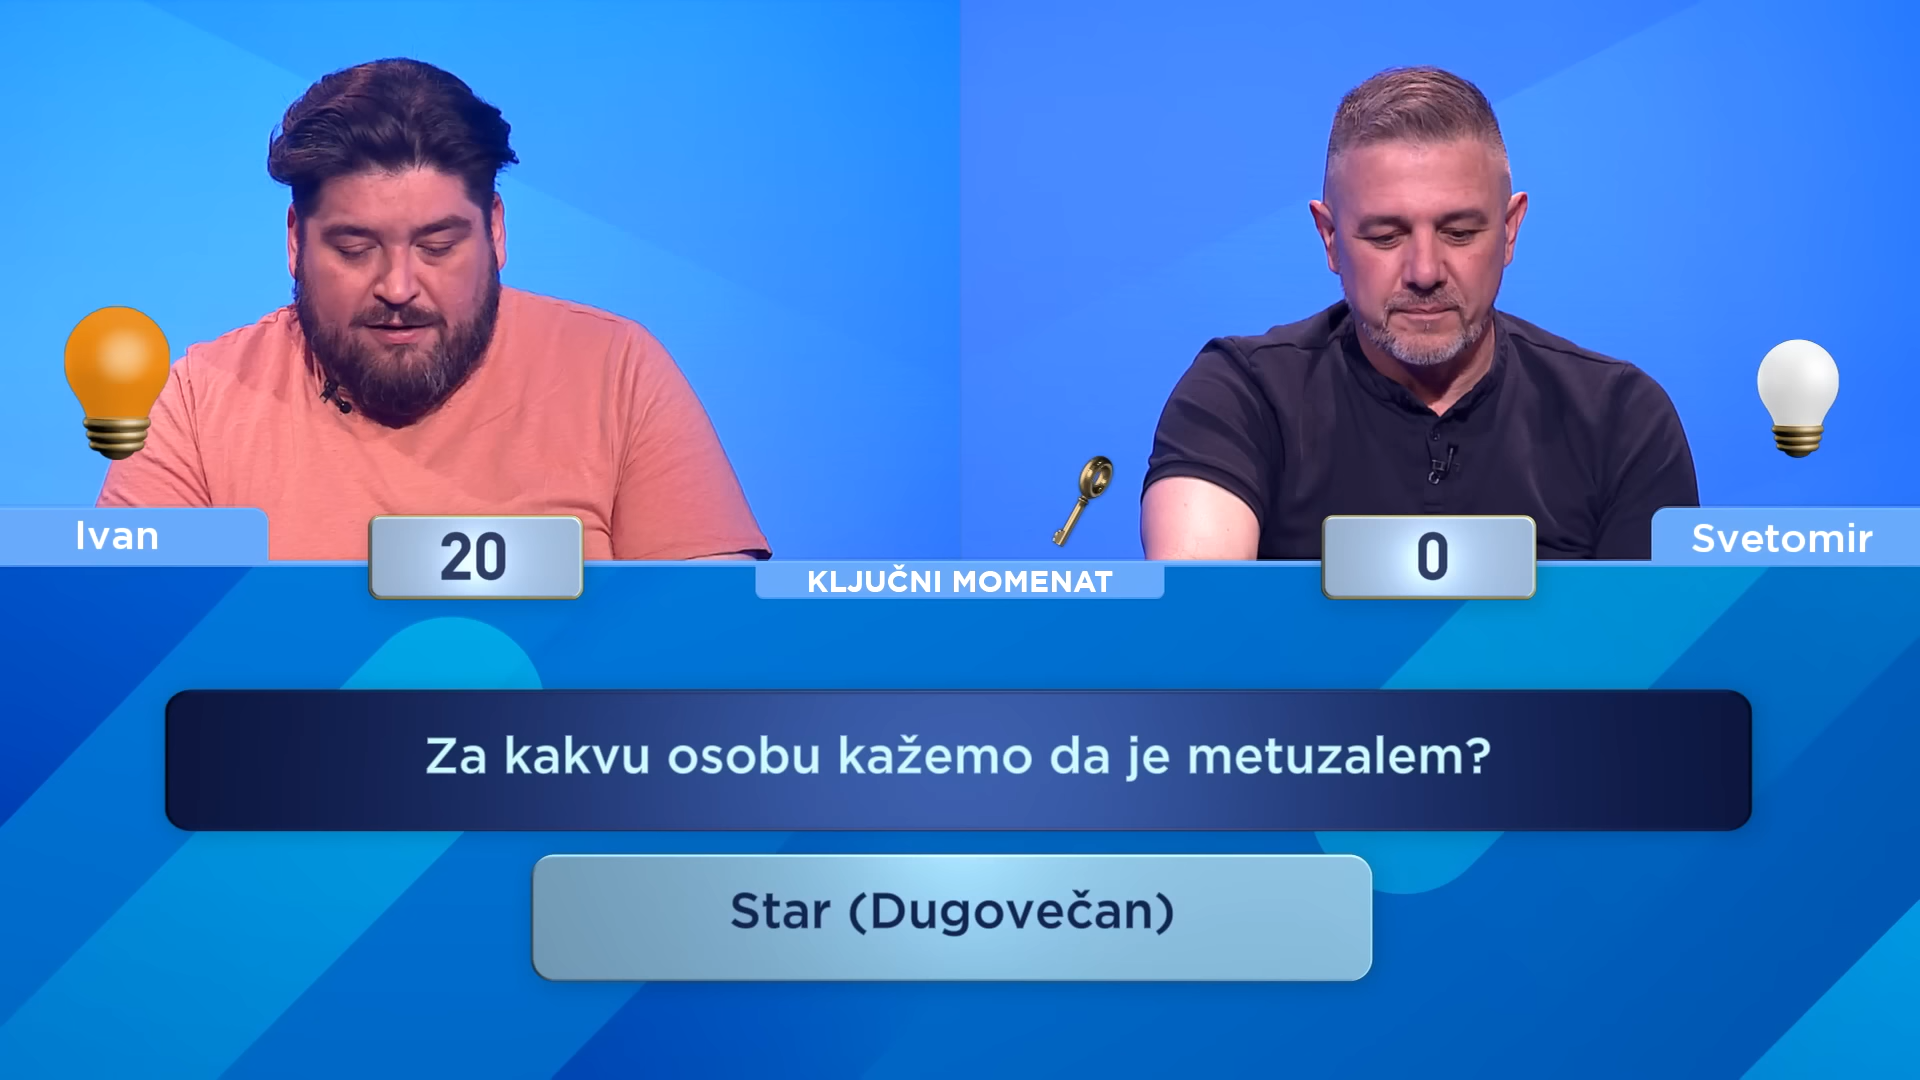 Ivan
20
KLJUČNI MOMENAT
0
Svetomir
Za kakvu osobu kažemo da je metuzalem?
Star (Dugovečan)